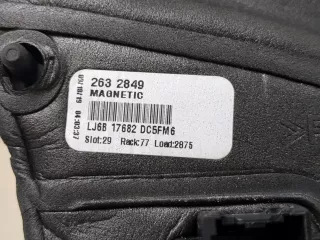 263 2849
MAGNETIC
LJ6B 17682 DC5FM6
Slot:29 Rack:77 Load:2875